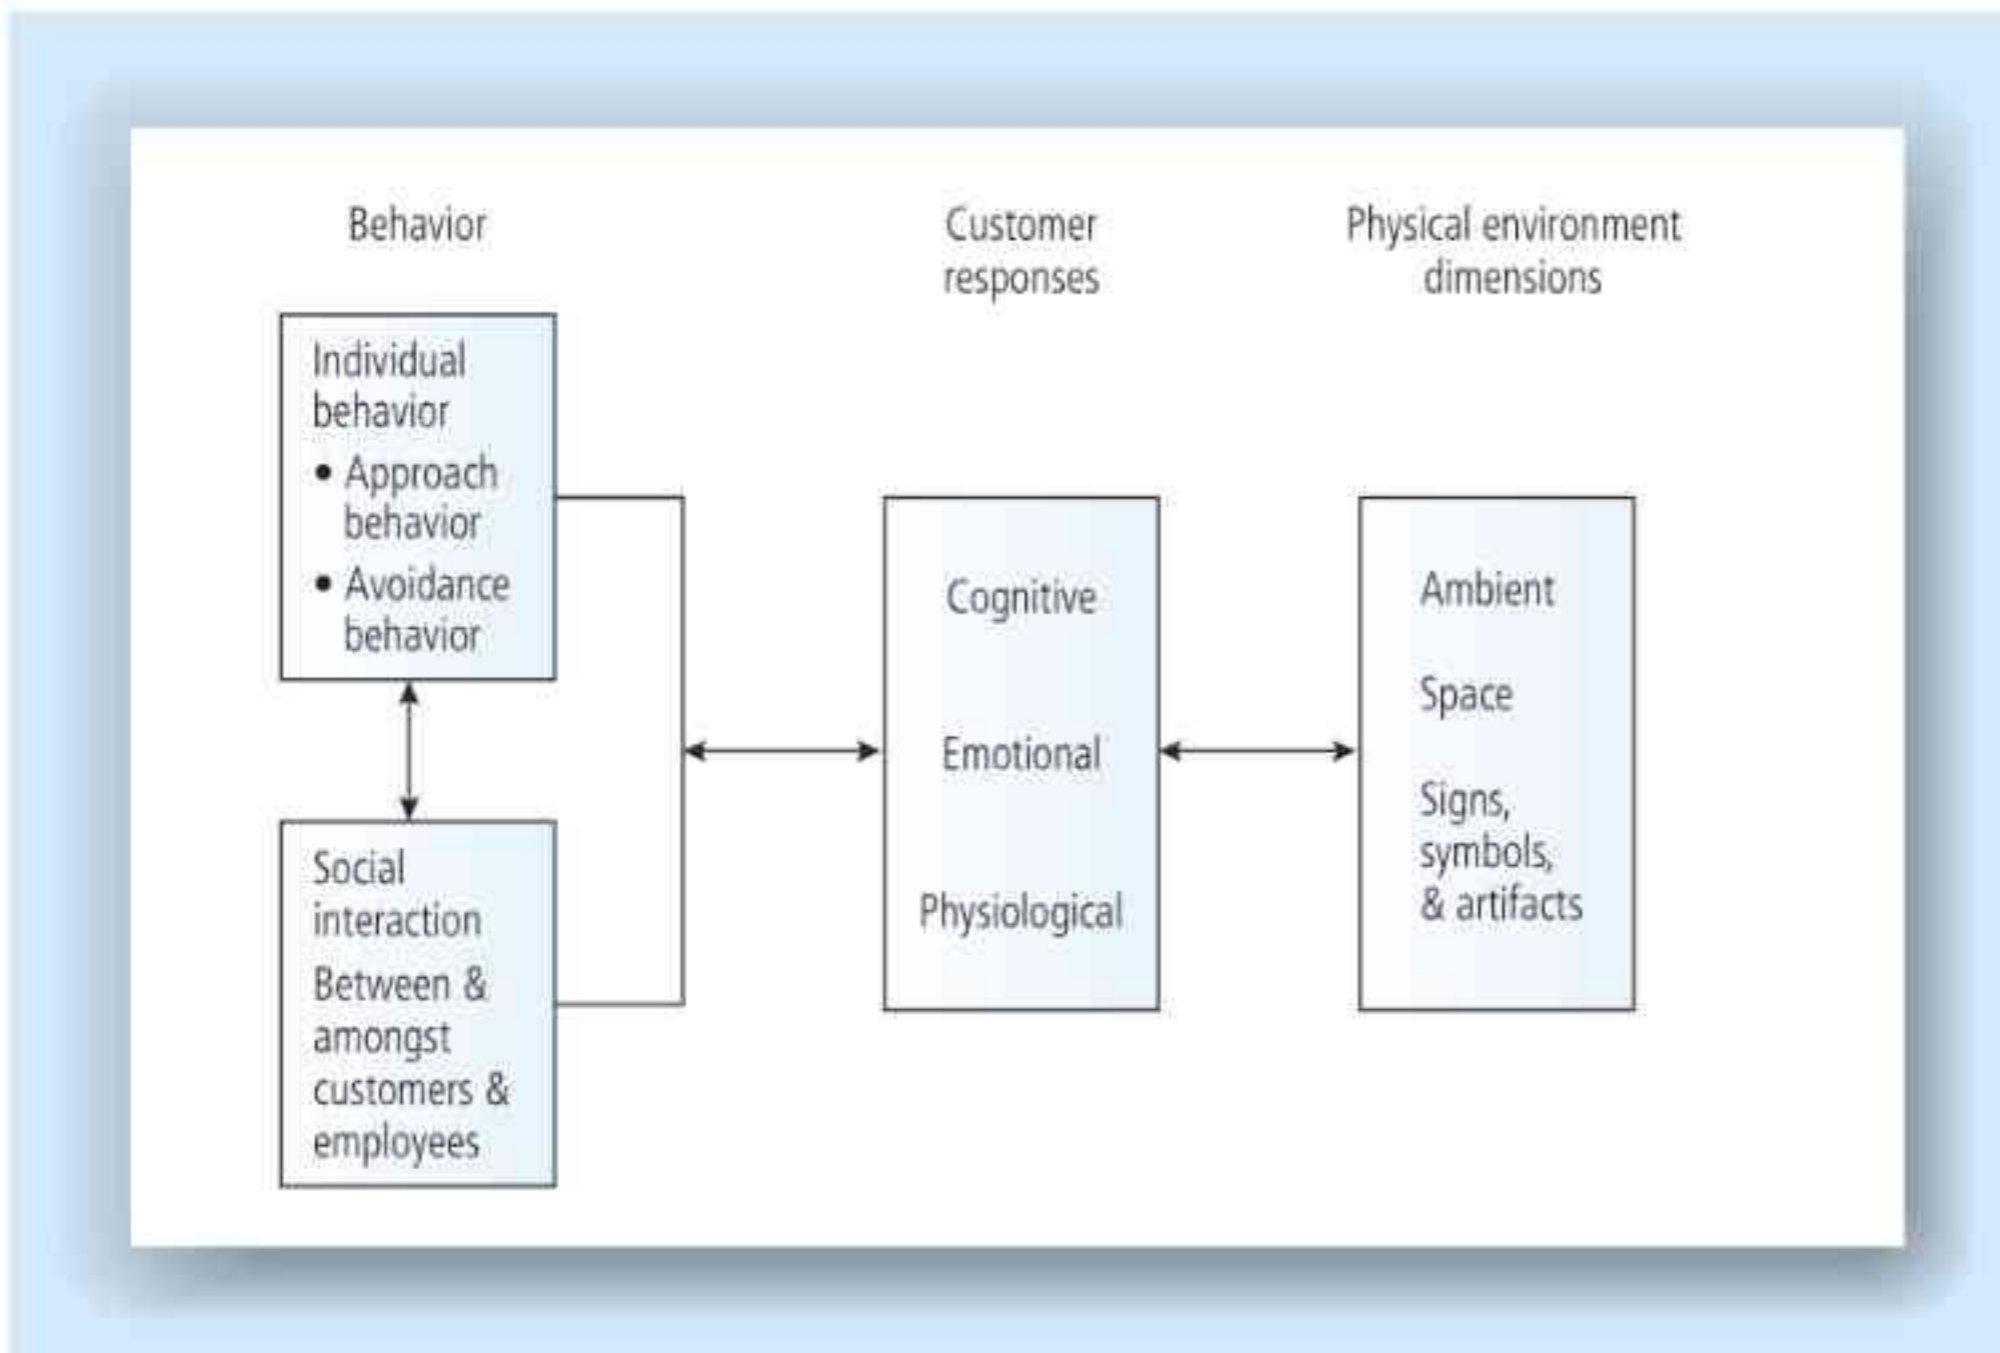 Behavior
Customer
responses
Physical environment
dimensions
Individual
behavior
• Approach
behavior
• Avoidance
behavior
Social
interaction
Between &
amongst
customers &
employees
Cognitive
Emotional
Physiological
Ambient
Space
Signs,
symbols,
& artifacts